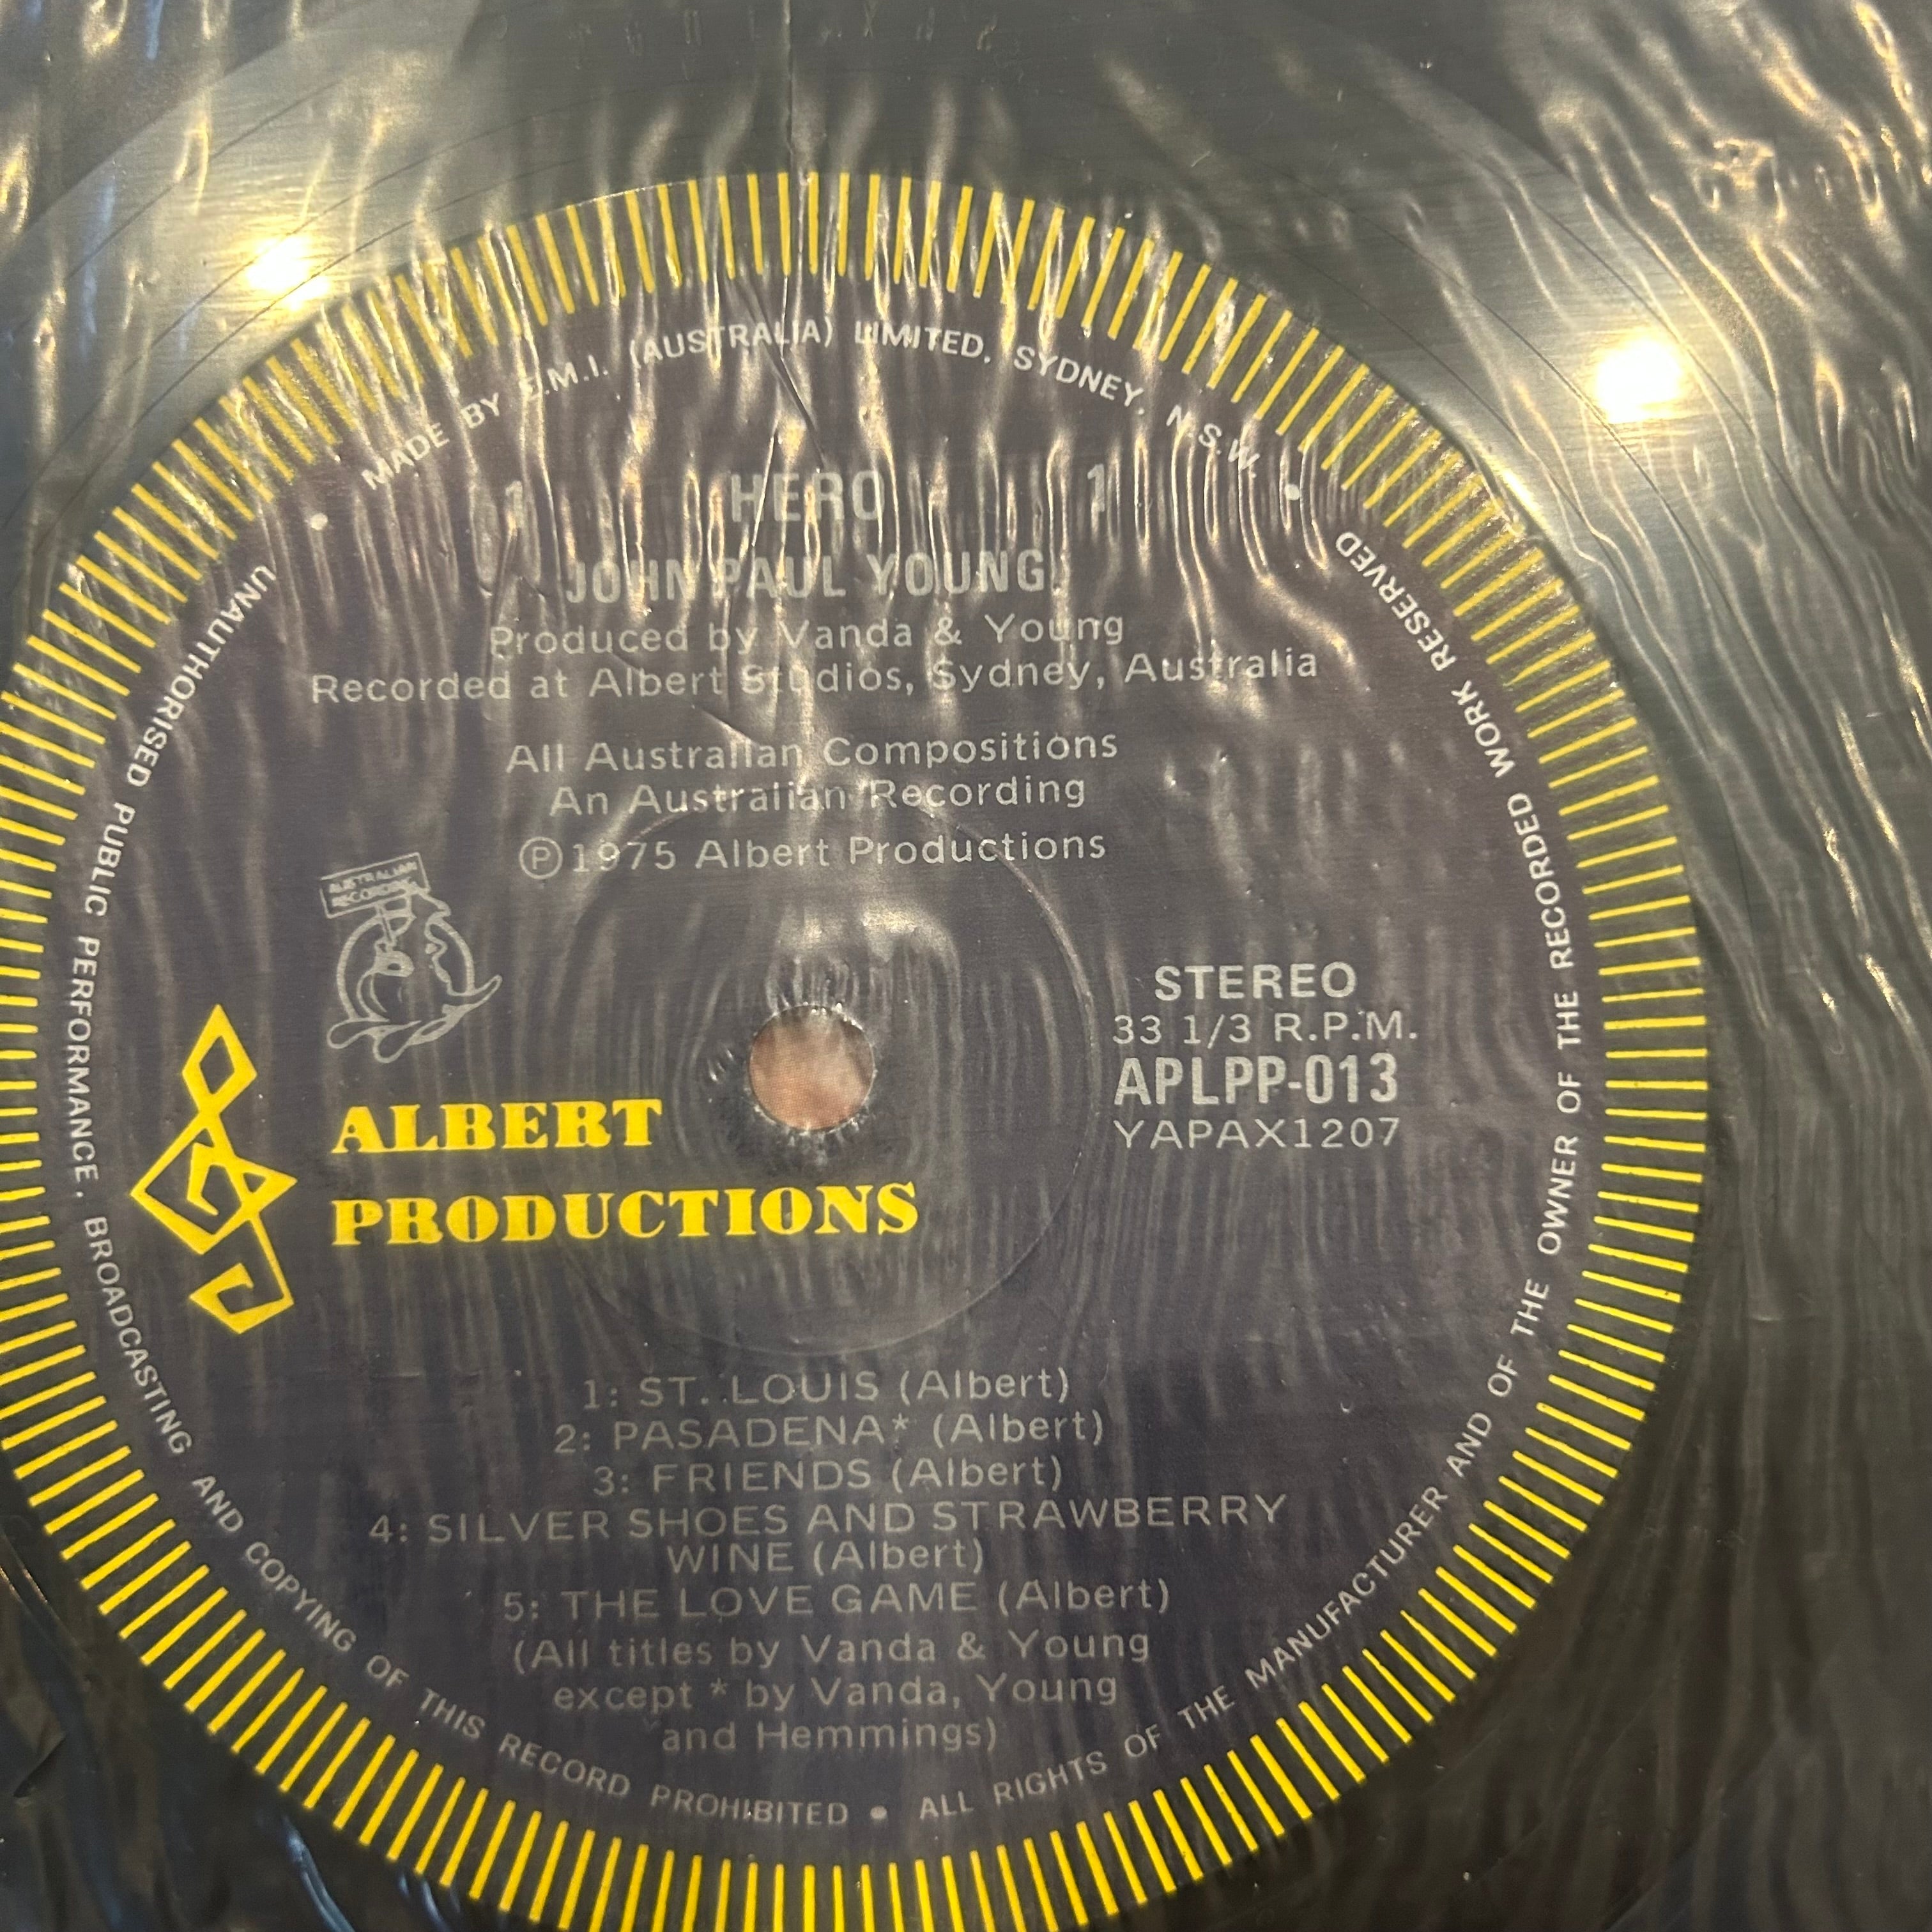 MADE BY E.M.I. (AUSTRALIA) LIMITED, SYDNEY, N.S.W. •
UNAUTHORISED PUBLIC PERFORMANCE, BROADCASTING AND COPYING OF THIS RECORD PROHIBITED • ALL RIGHTS OF THE MANUFACTURER AND OF THE OWNER OF THE RECORDED WORK RESERVED •
1 HERO 1
JOHN PAUL YOUNG
Produced by Vanda & Young
Recorded at Albert Studios, Sydney, Australia
All Australian Compositions
An Australian Recording
Ⓟ1975 Albert Productions
AUSTRALIAN
RECORDING
STEREO
33 1/3 R.P.M.
APLPP-013
YAPAX1207
ALBERT
PRODUCTIONS
1: ST. LOUIS (Albert)
2: PASADENA* (Albert)
3: FRIENDS (Albert)
4: SILVER SHOES AND STRAWBERRY
WINE (Albert)
5: THE LOVE GAME (Albert)
(All titles by Vanda & Young
except * by Vanda, Young
and Hemmings)